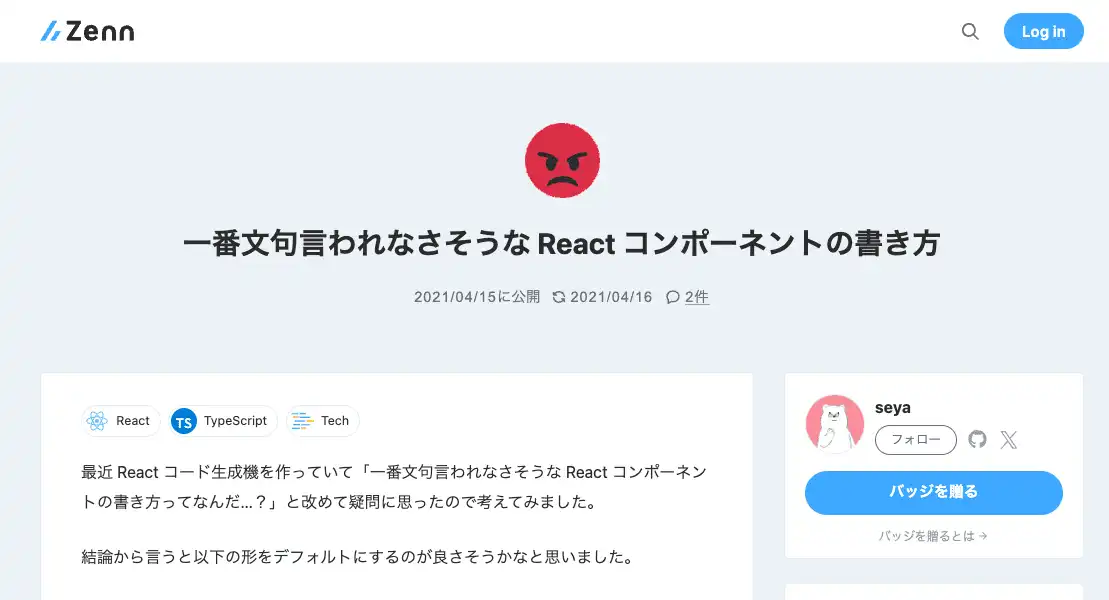 Zenn
Log in
一番文句言われなさそうな React コンポーネントの書き方
2021/04/15に公開 2021/04/16 2件
React TS TypeScript Tech
最近 React コード生成機を作っていて「一番文句言われなさそうな React コンポーネン
トの書き方ってなんだ...？」と改めて疑問に思ったので考えてみました。
結論から言うと以下の形をデフォルトにするのが良さそうかなと思いました。
seya
フォロー
バッジを贈る
バッジを贈るとは →